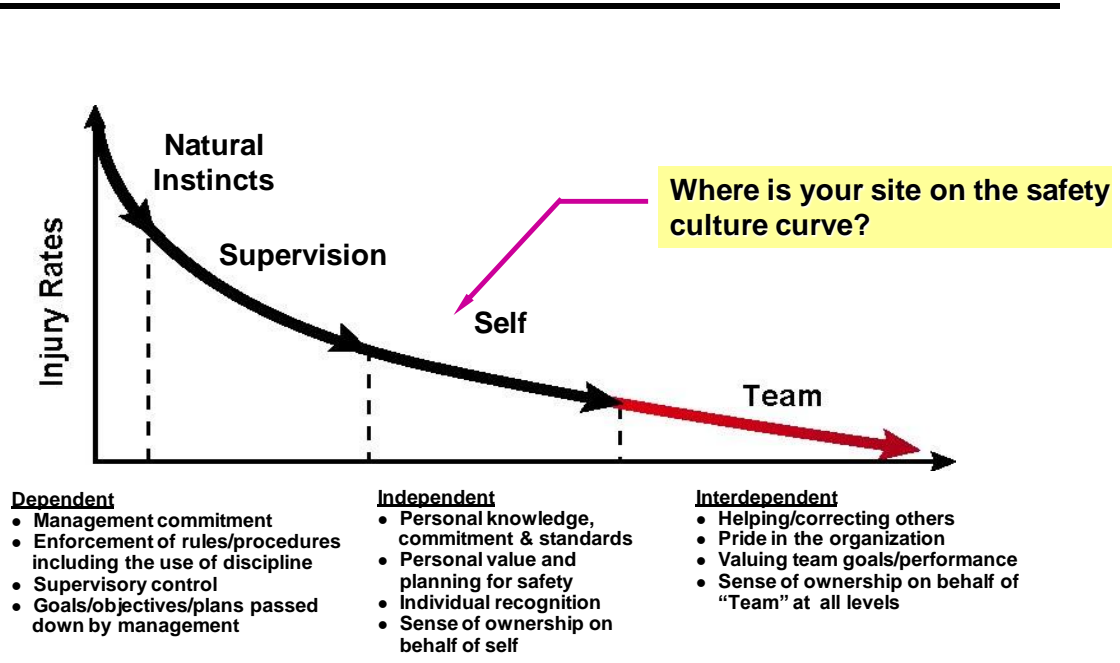 Natural
Instincts
Where is your site on the safety
culture curve?
Supervision
Injury Rates
Self
Team
Dependent
● Management commitment
● Enforcement of rules/procedures
including the use of discipline
● Supervisory control
● Goals/objectives/plans passed
down by management
Independent
● Personal knowledge,
commitment & standards
● Personal value and
planning for safety
● Individual recognition
● Sense of ownership on
behalf of self
Interdependent
● Helping/correcting others
● Pride in the organization
● Valuing team goals/performance
● Sense of ownership on behalf of
“Team” at all levels